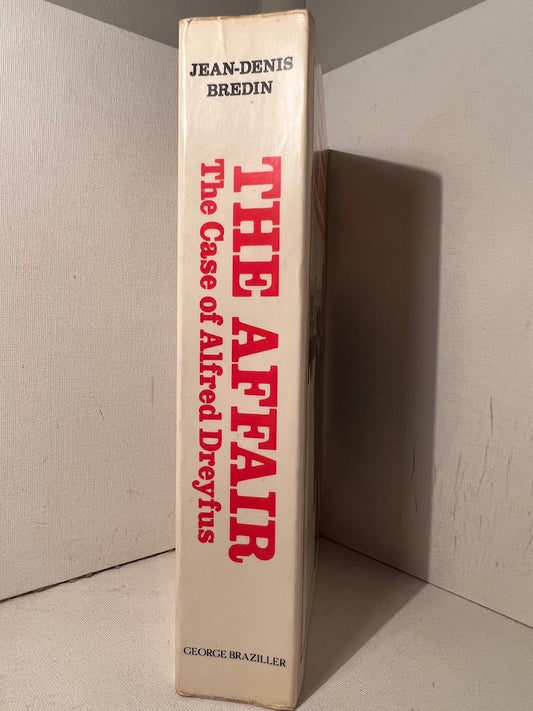 JEAN-DENIS
BREDIN
THE AFFAIR
The Case of Alfred Dreyfus
GEORGE BRAZILLER